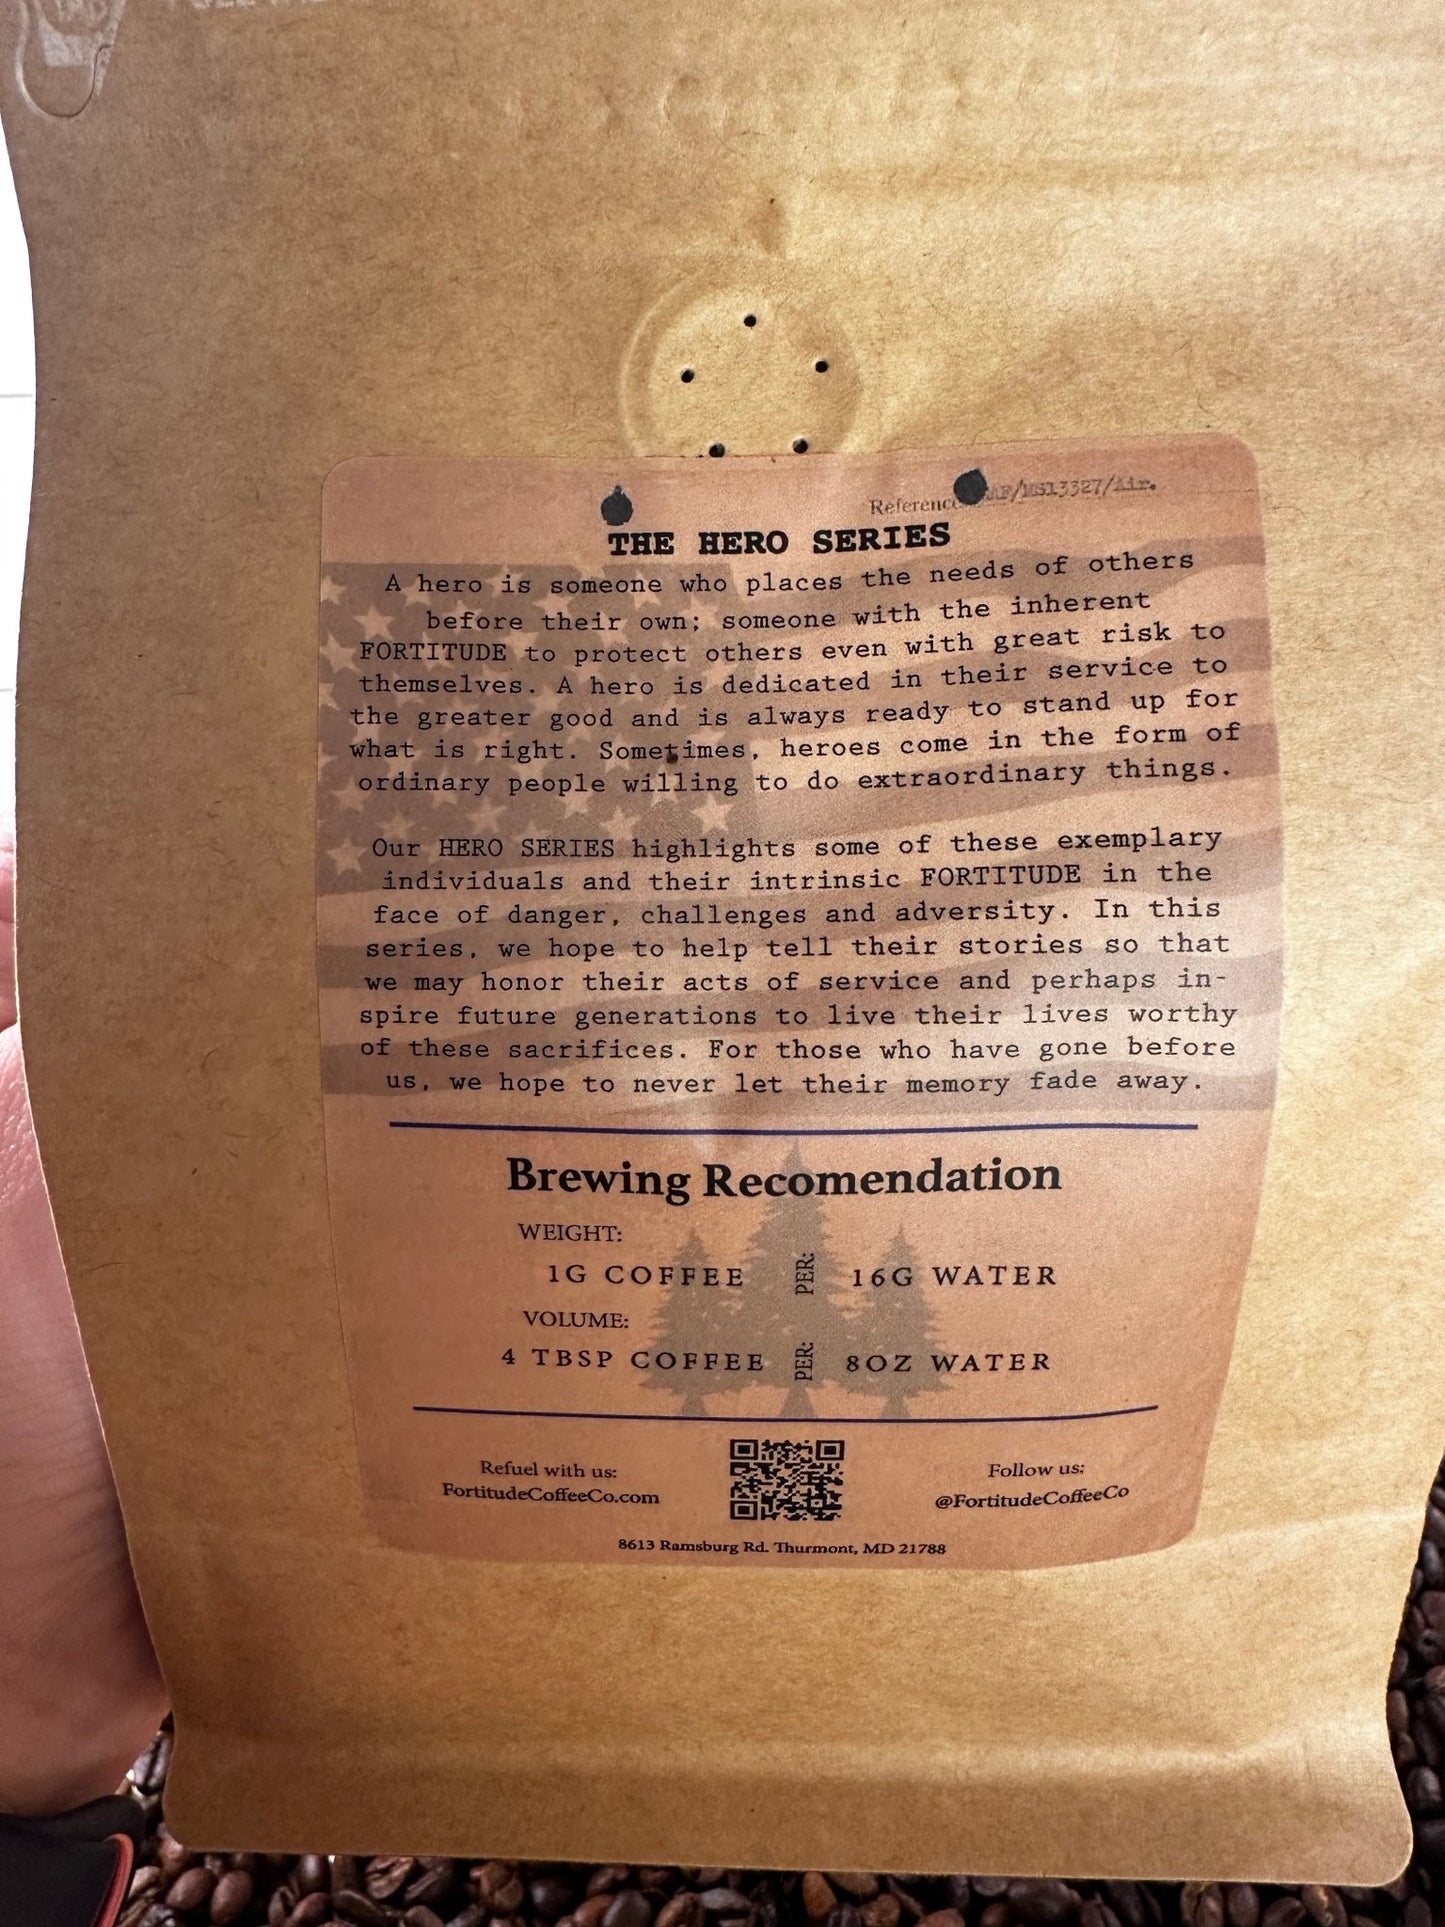 Reference
/MS13327/Air.
THE HERO SERIES
A hero is someone who places the needs of others
before their own; someone with the inherent
FORTITUDE to protect others even with great risk to
themselves. A hero is dedicated in their service to
the greater good and is always ready to stand up for
what is right. Sometimes, heroes come in the form of
ordinary people willing to do extraordinary things.
Our HERO SERIES highlights some of these exemplary
individuals and their intrinsic FORTITUDE in the
face of danger, challenges and adversity. In this
series, we hope to help tell their stories so that
we may honor their acts of service and perhaps in-
spire future generations to live their lives worthy
of these sacrifices. For those who have gone before
us, we hope to never let their memory fade away.
Brewing Recomendation
WEIGHT:
1G COFFEE PER: 16G WATER
VOLUME:
4 TBSP COFFEE PER: 8OZ WATER
Refuel with us:
FortitudeCoffeeCo.com
Follow us:
@FortitudeCoffeeCo
8613 Ramsburg Rd. Thurmont, MD 21788